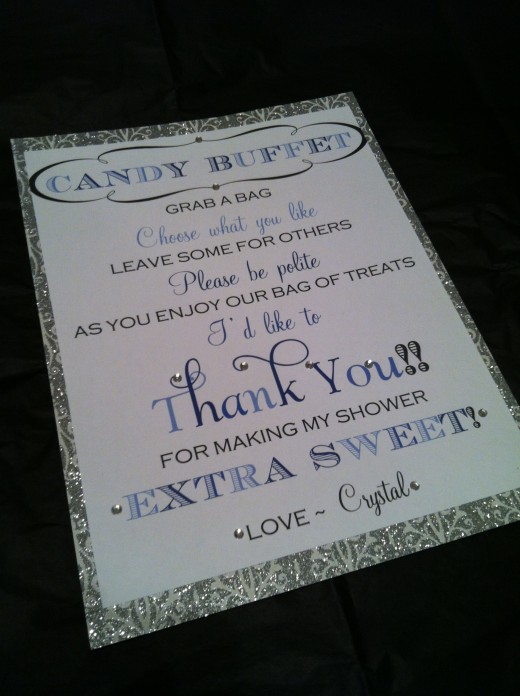 CANDY BUFFET
GRAB A BAG
Choose what you like
LEAVE SOME FOR OTHERS
Please be polite
AS YOU ENJOY OUR BAG OF TREATS
I'd like to
Thank You!!
FOR MAKING MY SHOWER
EXTRA SWEET!
LOVE ~ Crystal